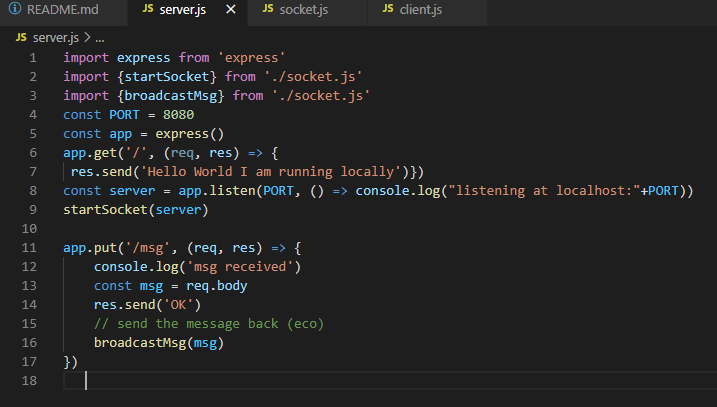 README.md JS server.js × JS socket.js JS client.js
JS server.js > ...
1 import express from 'express'
2 import {startSocket} from './socket.js'
3 import {broadcastMsg} from './socket.js'
4 const PORT = 8080
5 const app = express()
6 app.get('/', (req, res) => {
7  res.send('Hello World I am running locally')})
8 const server = app.listen(PORT, () => console.log("listening at localhost:"+PORT))
9 startSocket(server)
10
11 app.put('/msg', (req, res) => {
12     console.log('msg received')
13     const msg = req.body
14     res.send('OK')
15     // send the message back (eco)
16     broadcastMsg(msg)
17 })
18